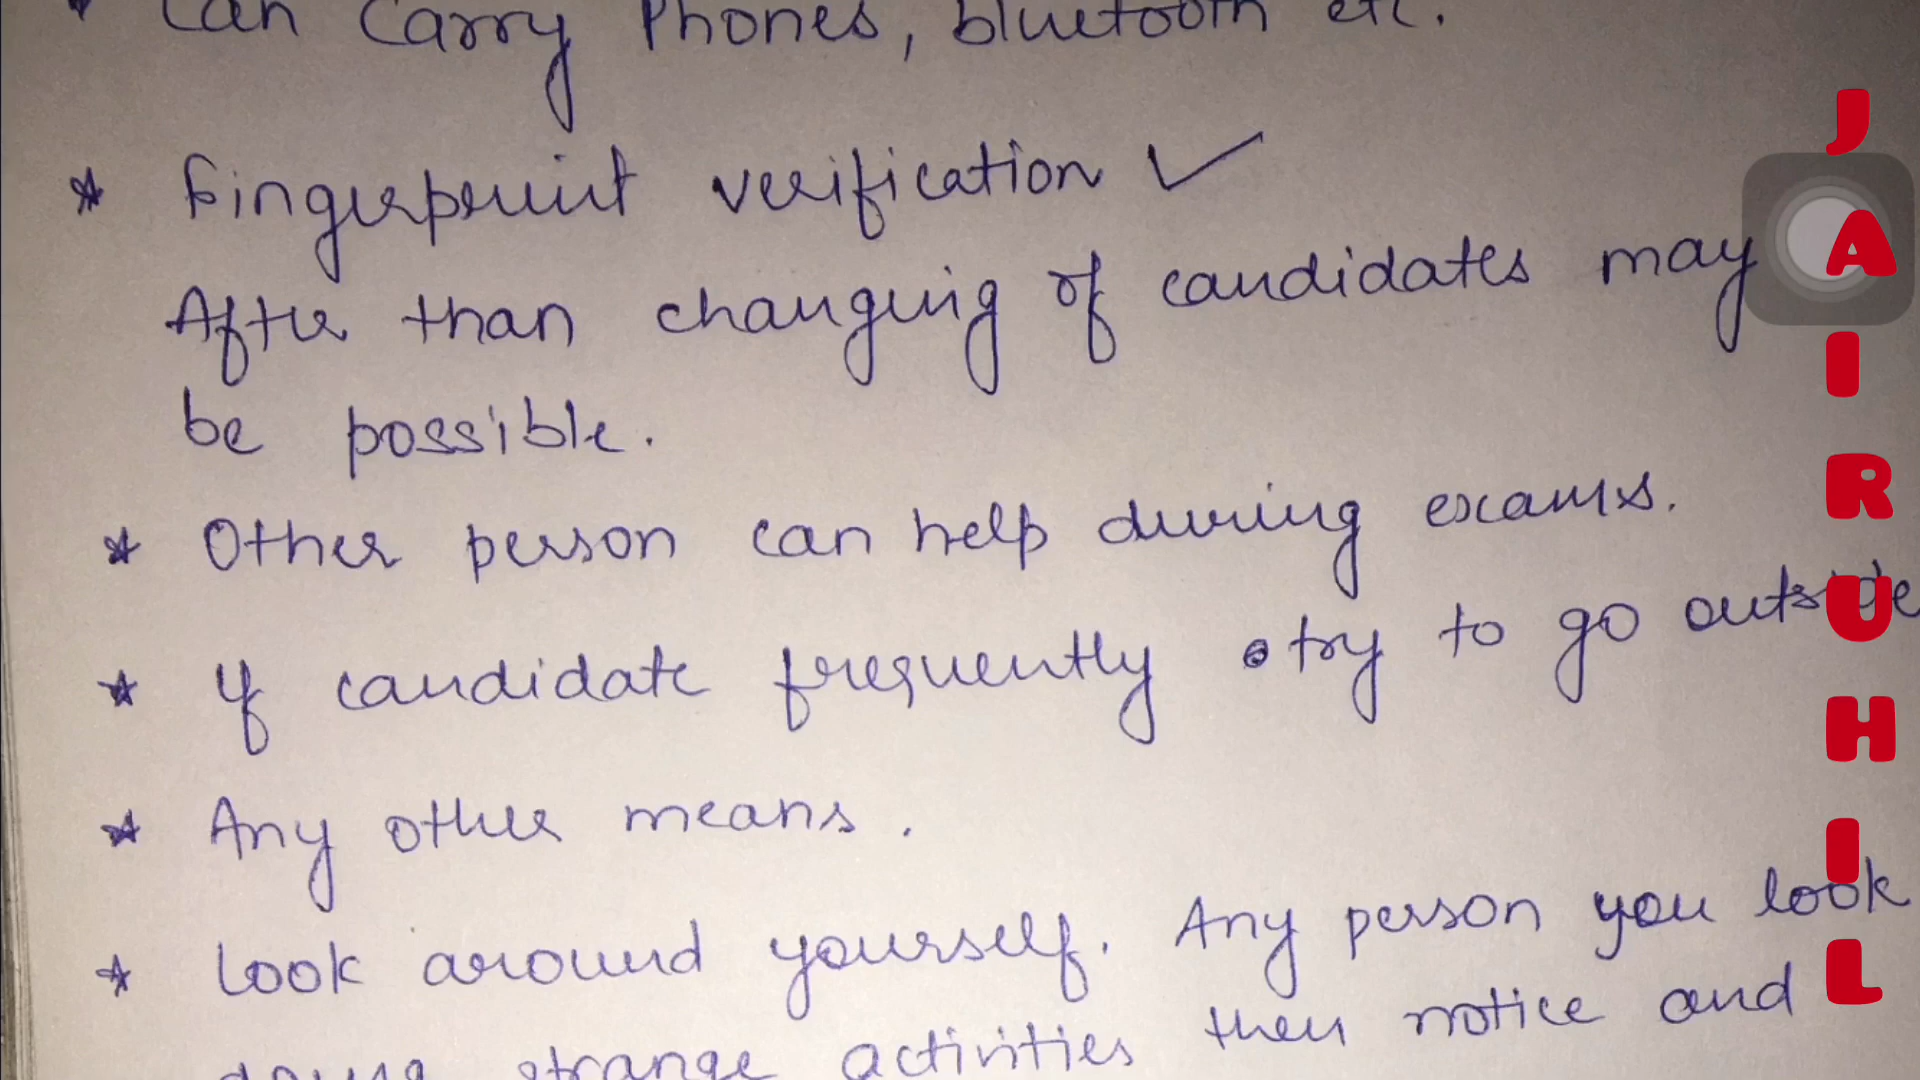 Can Carry Phones, bluetooth etc.
* Fingerprint verification ✓
After than changing of candidates may
be possible.
* Other person can help during exams.
* If candidate frequently try to go outside
* Any other means.
* Look around yourself. Any person you look
doing strange activities then notice and
JAIRUHIL